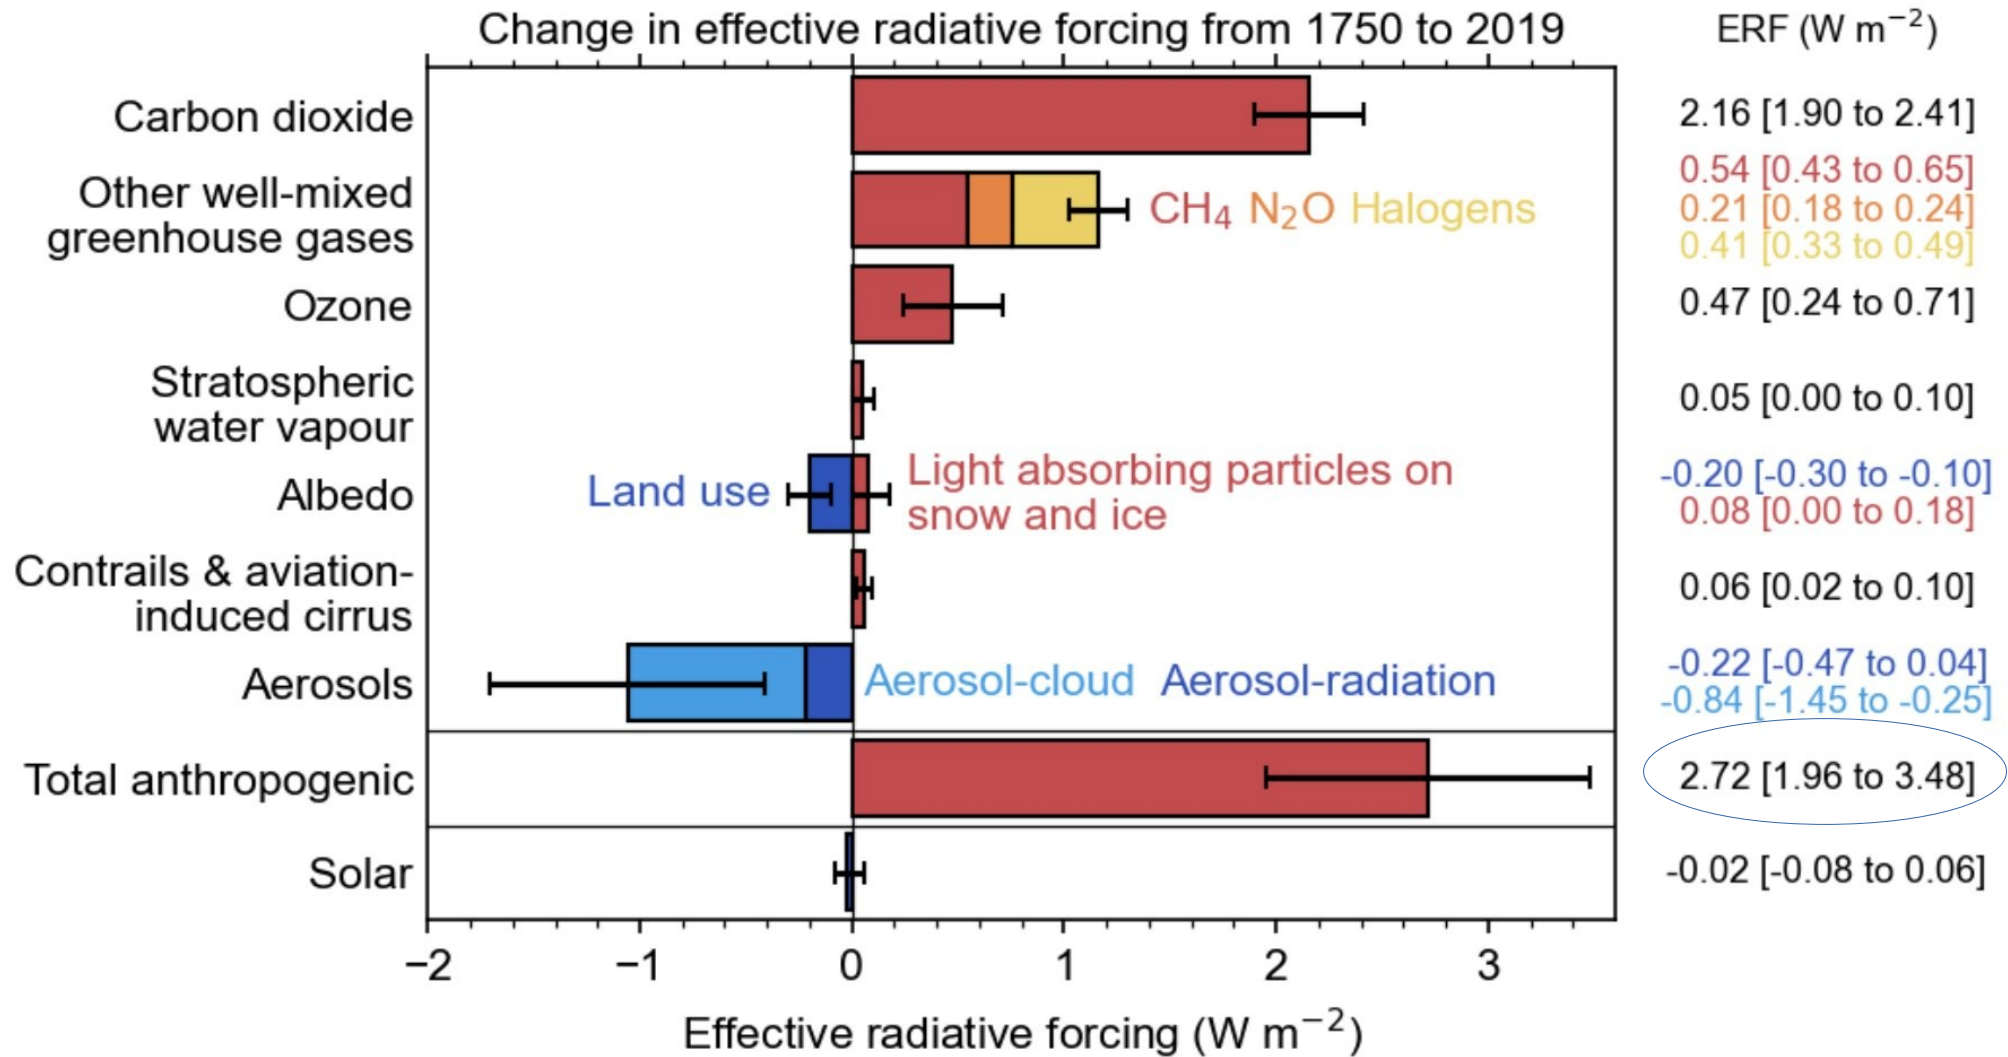 Change in effective radiative forcing from 1750 to 2019
ERF (W m⁻²)
Carbon dioxide
2.16 [1.90 to 2.41]
Other well-mixed
greenhouse gases
CH₄ N₂O Halogens
0.54 [0.43 to 0.65]
0.21 [0.18 to 0.24]
0.41 [0.33 to 0.49]
Ozone
0.47 [0.24 to 0.71]
Stratospheric
water vapour
0.05 [0.00 to 0.10]
Albedo
Land use
Light absorbing particles on
snow and ice
-0.20 [-0.30 to -0.10]
0.08 [0.00 to 0.18]
Contrails & aviation-
induced cirrus
0.06 [0.02 to 0.10]
Aerosols
Aerosol-cloud Aerosol-radiation
-0.22 [-0.47 to 0.04]
-0.84 [-1.45 to -0.25]
Total anthropogenic
2.72 [1.96 to 3.48]
Solar
-0.02 [-0.08 to 0.06]
−2 −1 0 1 2 3
Effective radiative forcing (W m⁻²)